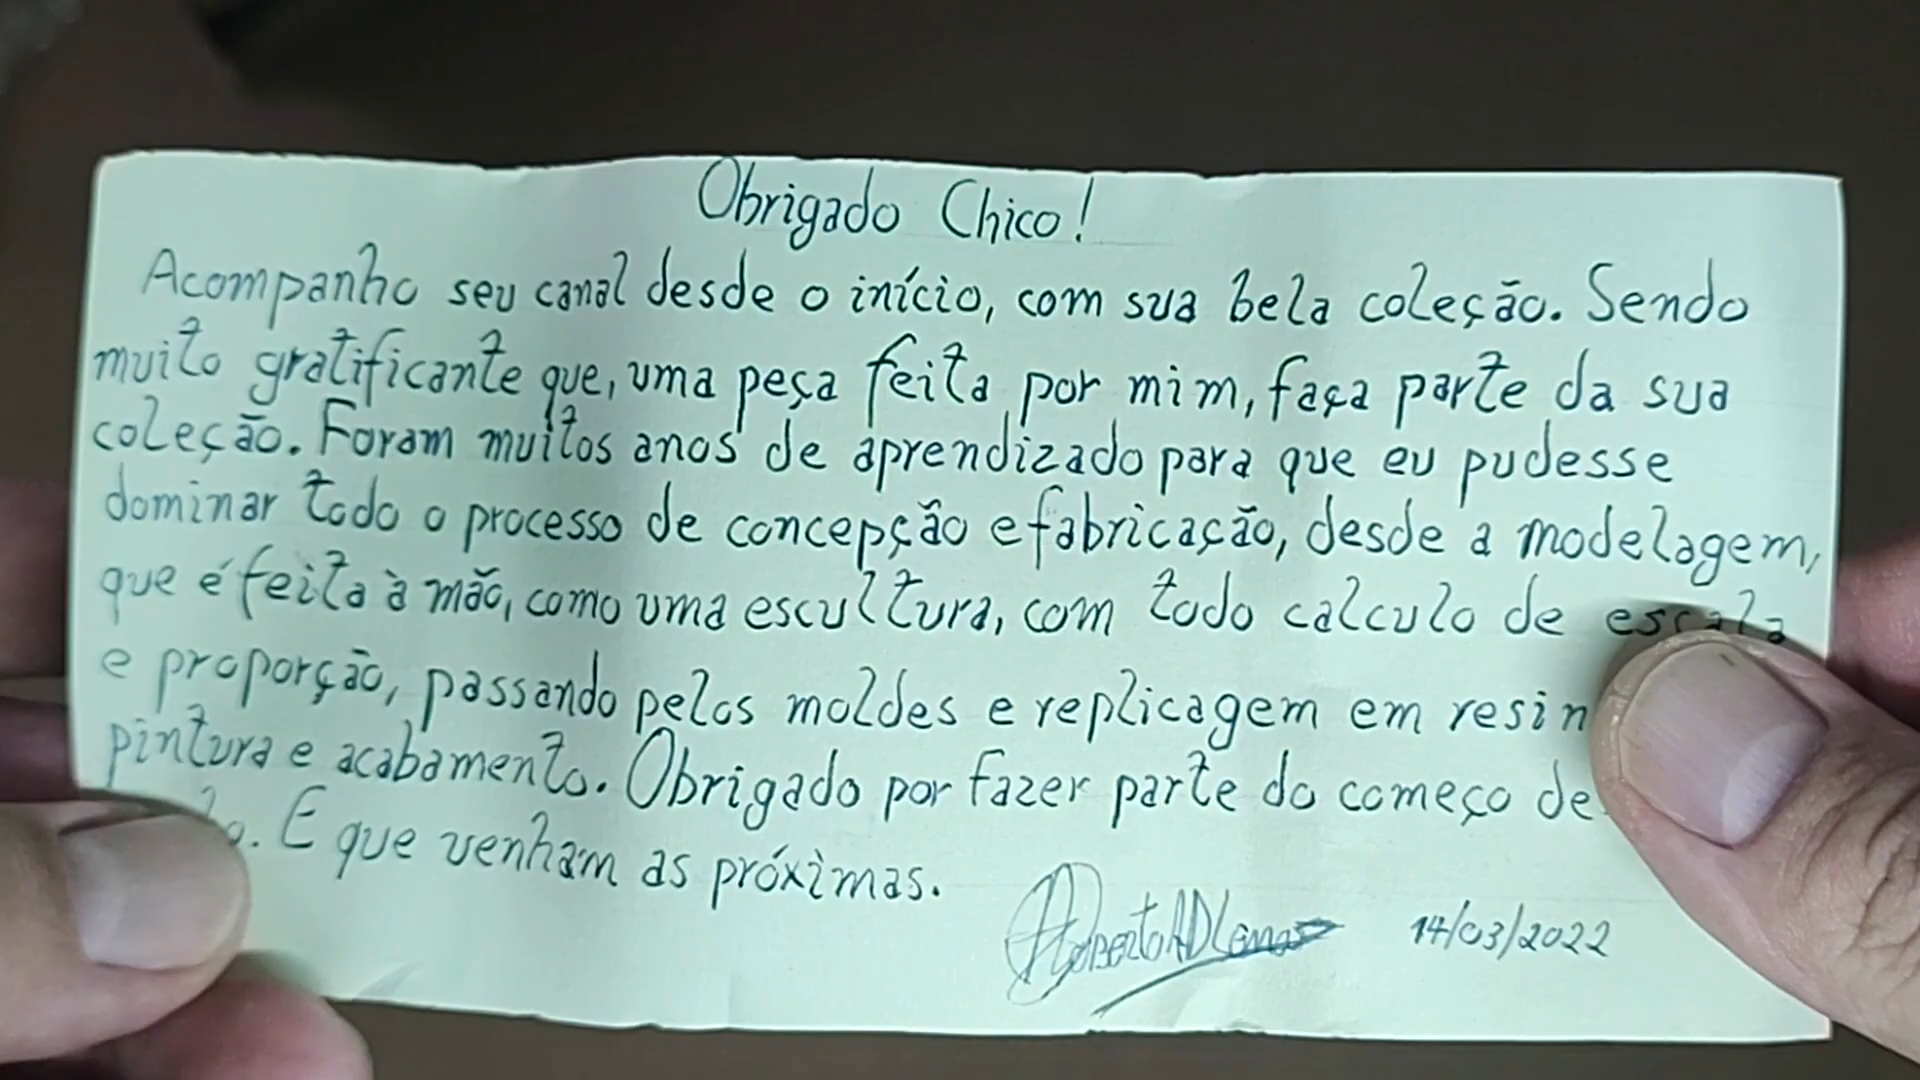 Obrigado Chico!
Acompanho seu canal desde o início, com sua bela coleção. Sendo
muito gratificante que, uma peça feita por mim, faça parte da sua
coleção. Foram muitos anos de aprendizado para que eu pudesse
dominar todo o processo de concepção e fabricação, desde a modelagem,
que é feita à mão, como uma escultura, com todo calculo de escala
e proporção, passando pelos moldes e replicagem em resin
pintura e acabamento. Obrigado por fazer parte do começo de
E que venham as próximas.
14/03/2022